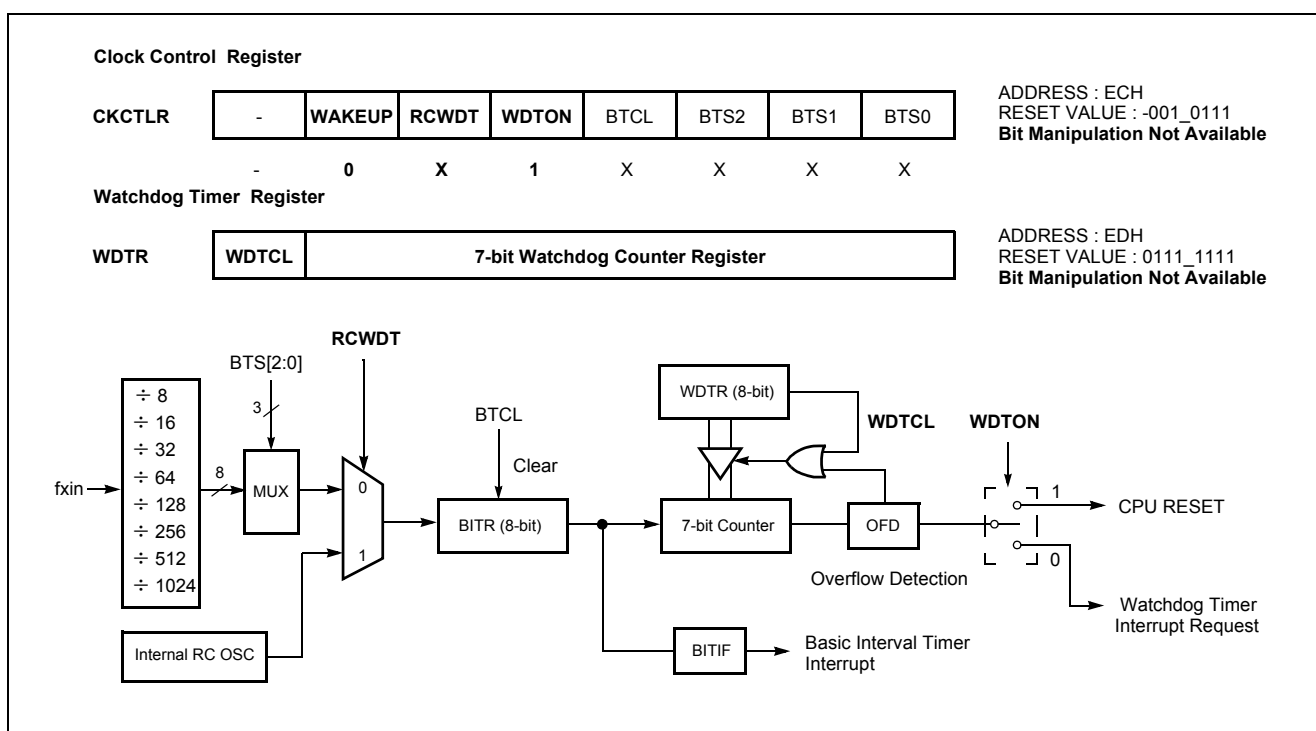 Clock Control Register
CKCTLR - WAKEUP RCWDT WDTON BTCL BTS2 BTS1 BTS0
ADDRESS : ECH
RESET VALUE : -001_0111
Bit Manipulation Not Available
- 0 X 1 X X X X
Watchdog Timer Register
WDTR WDTCL 7-bit Watchdog Counter Register
ADDRESS : EDH
RESET VALUE : 0111_1111
Bit Manipulation Not Available
RCWDT
BTS[2:0]
3
fxin
÷ 8
÷ 16
÷ 32
÷ 64
÷ 128
÷ 256
÷ 512
÷ 1024
8
MUX
0
1
Internal RC OSC
BTCL
Clear
BITR (8-bit)
WDTR (8-bit)
WDTCL
WDTON
7-bit Counter
OFD
Overflow Detection
1
CPU RESET
0
Watchdog Timer
Interrupt Request
BITIF
Basic Interval Timer
Interrupt